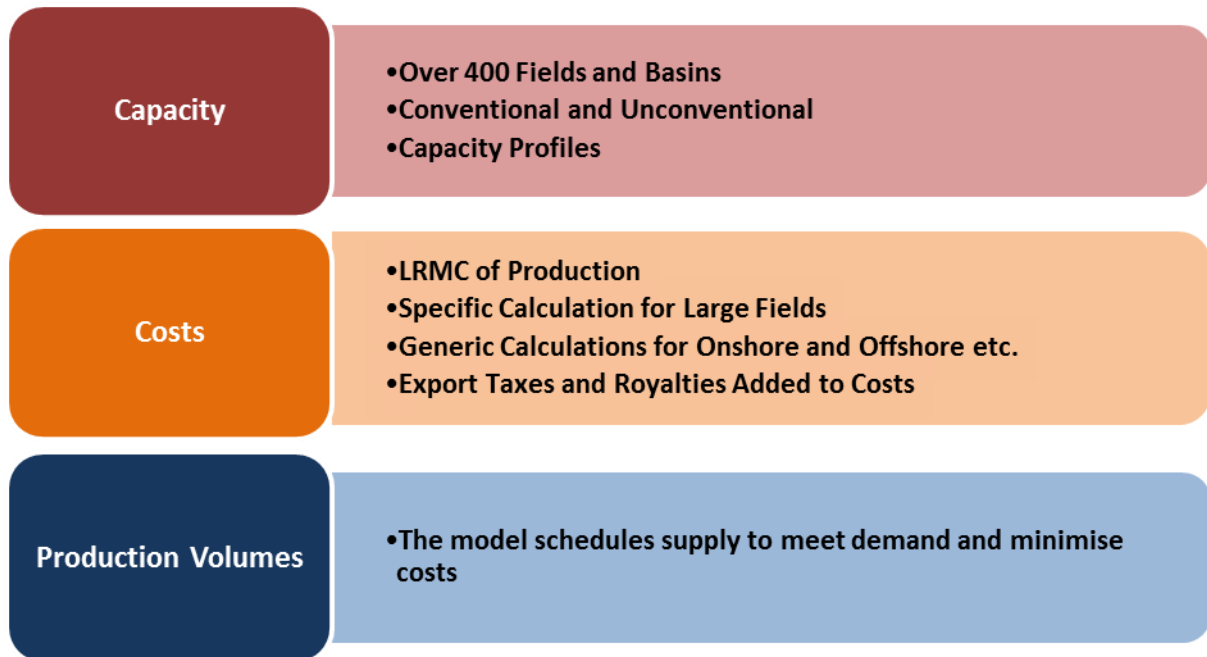 Capacity
•Over 400 Fields and Basins
•Conventional and Unconventional
•Capacity Profiles
Costs
•LRMC of Production
•Specific Calculation for Large Fields
•Generic Calculations for Onshore and Offshore etc.
•Export Taxes and Royalties Added to Costs
Production Volumes
•The model schedules supply to meet demand and minimise
costs